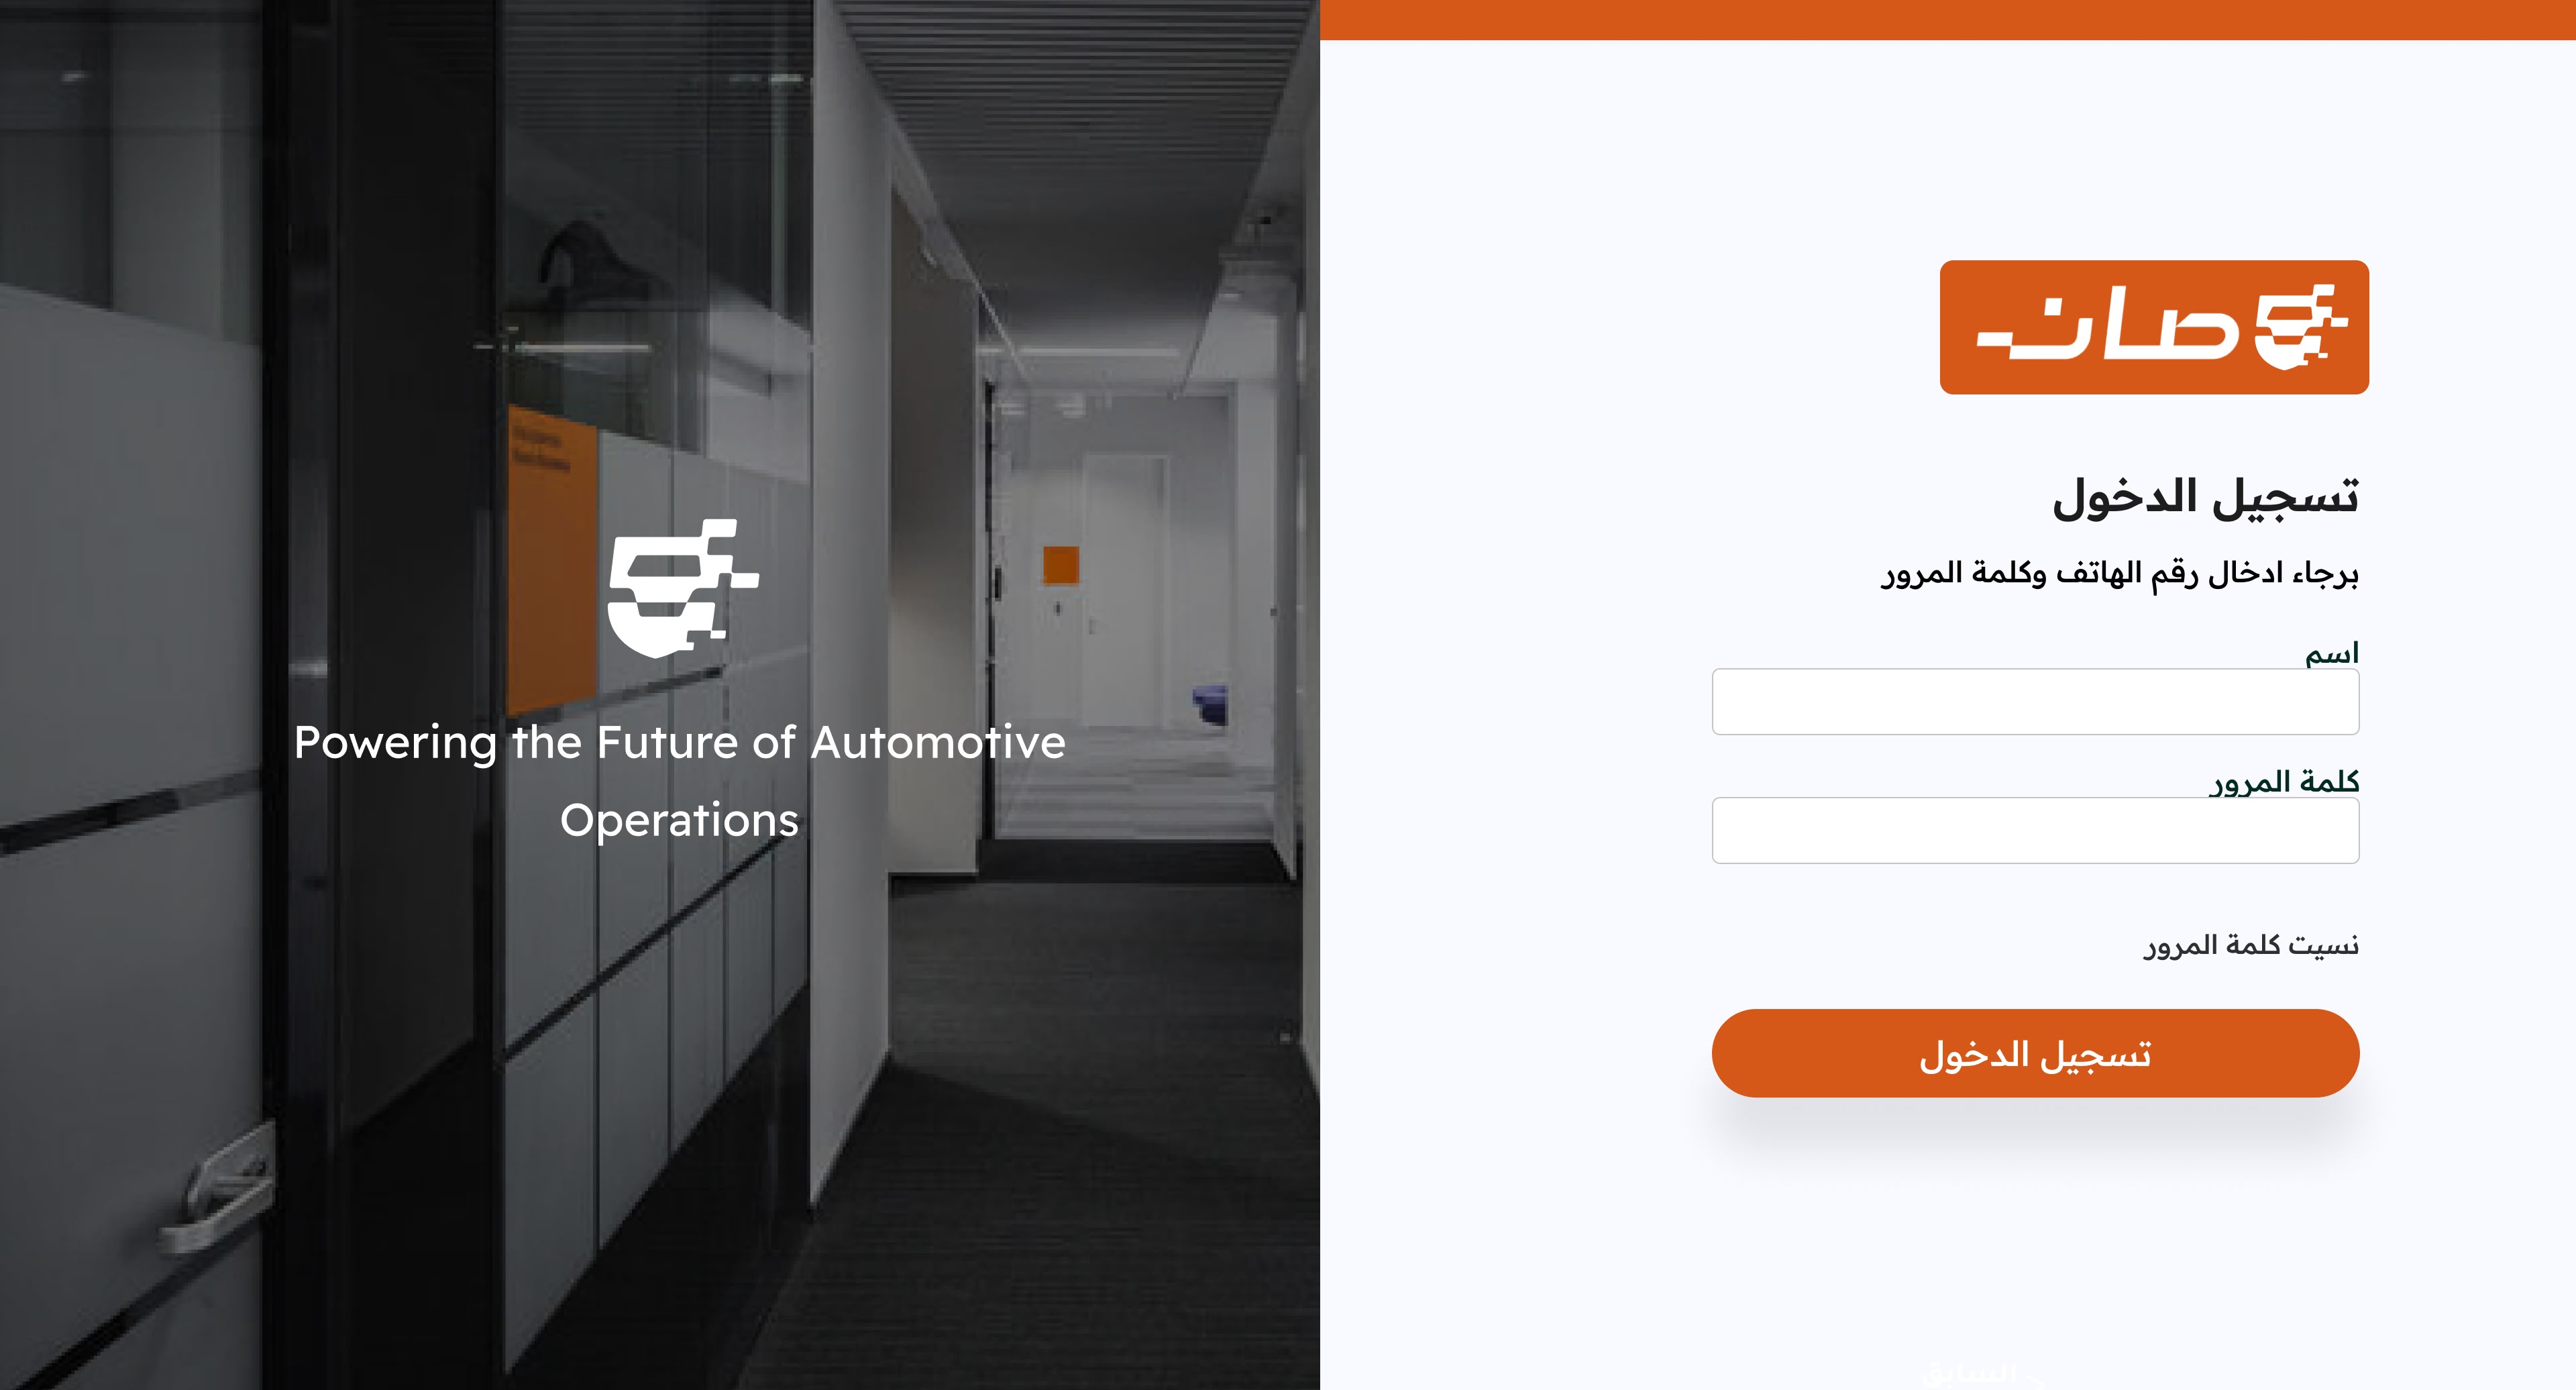 صان
تسجيل الدخول
برجاء ادخال رقم الهاتف وكلمة المرور
اسم
كلمة المرور
نسيت كلمة المرور
تسجيل الدخول
السابق
Powering the Future of Automotive
Operations